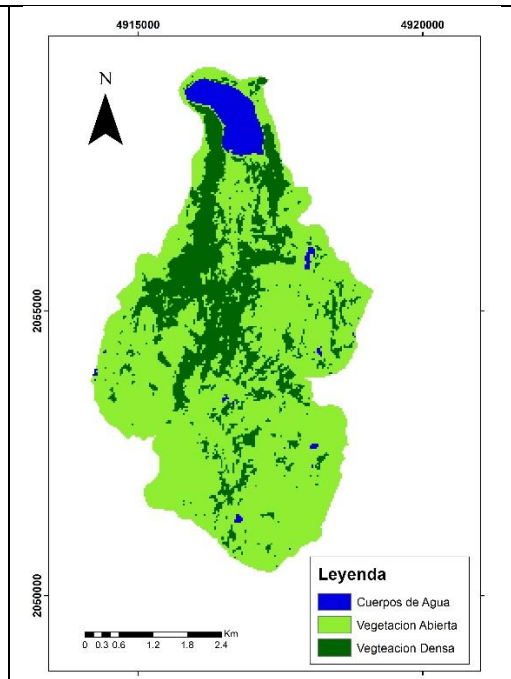 4915000 4920000
N
2055000
2050000
Leyenda
Cuerpos de Agua
Vegetacion Abierta
Vegteacion Densa
Km
0 0.3 0.6 1.2 1.8 2.4